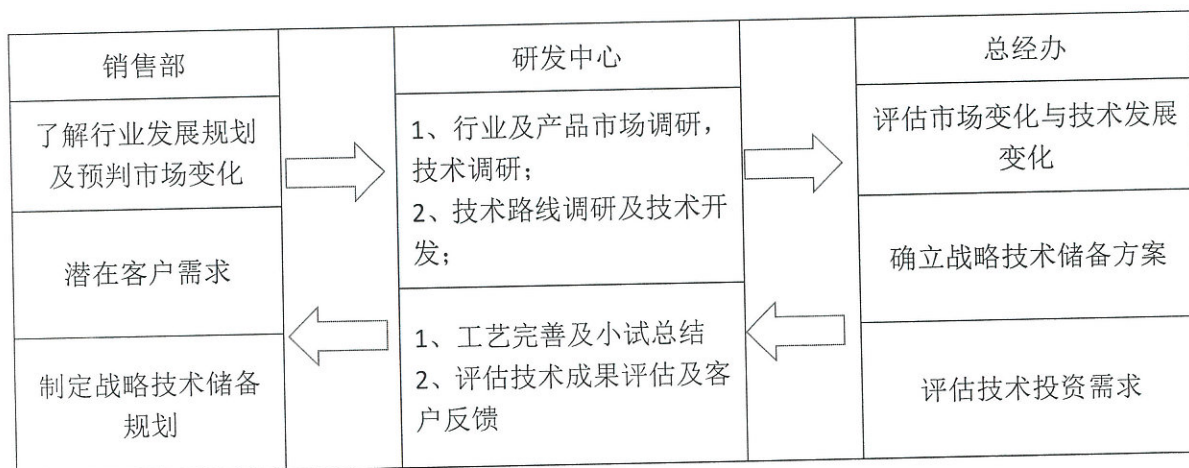 销售部
研发中心
总经办
了解行业发展规划
及预判市场变化
1、行业及产品市场调研，
技术调研；
2、技术路线调研及技术开
发；
评估市场变化与技术发展
变化
潜在客户需求
确立战略技术储备方案
制定战略技术储备
规划
1、工艺完善及小试总结
2、评估技术成果评估及客
户反馈
评估技术投资需求